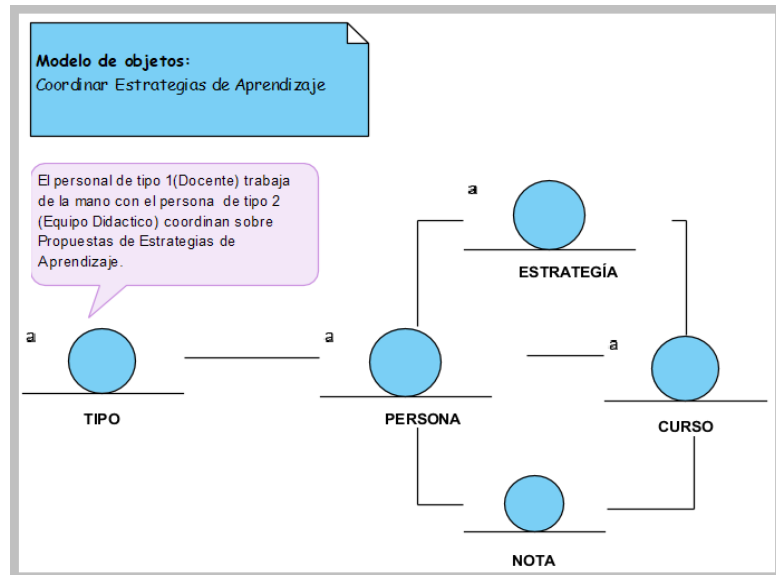 Modelo de objetos:
Coordinar Estrategias de Aprendizaje
El personal de tipo 1(Docente) trabaja
de la mano con el persona de tipo 2
(Equipo Didactico) coordinan sobre
Propuestas de Estrategias de
Aprendizaje.
a
ESTRATEGÍA
a
TIPO
a
PERSONA
a
CURSO
NOTA